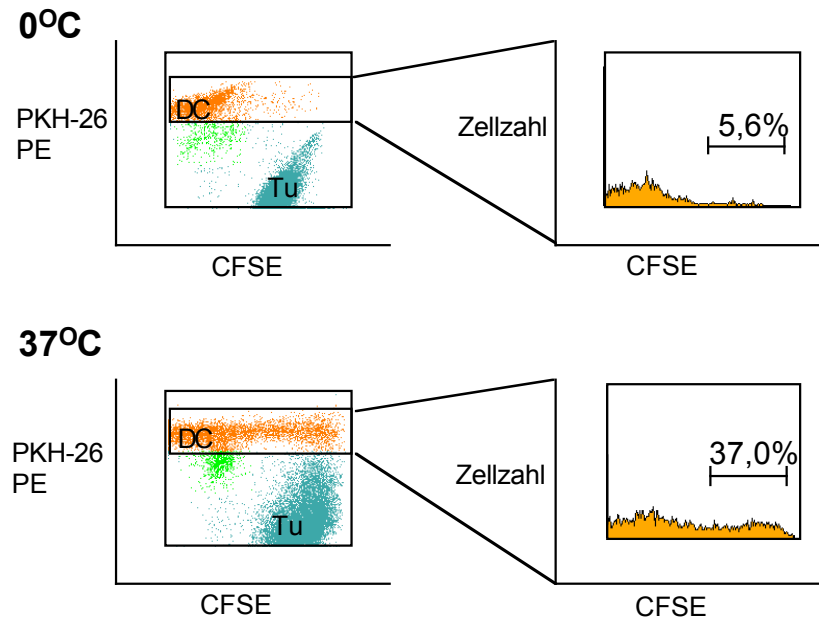 0ᴼC
PKH-26
PE
DC
Tu
CFSE
Zellzahl
5,6%
CFSE
37ᴼC
PKH-26
PE
DC
Tu
CFSE
Zellzahl
37,0%
CFSE